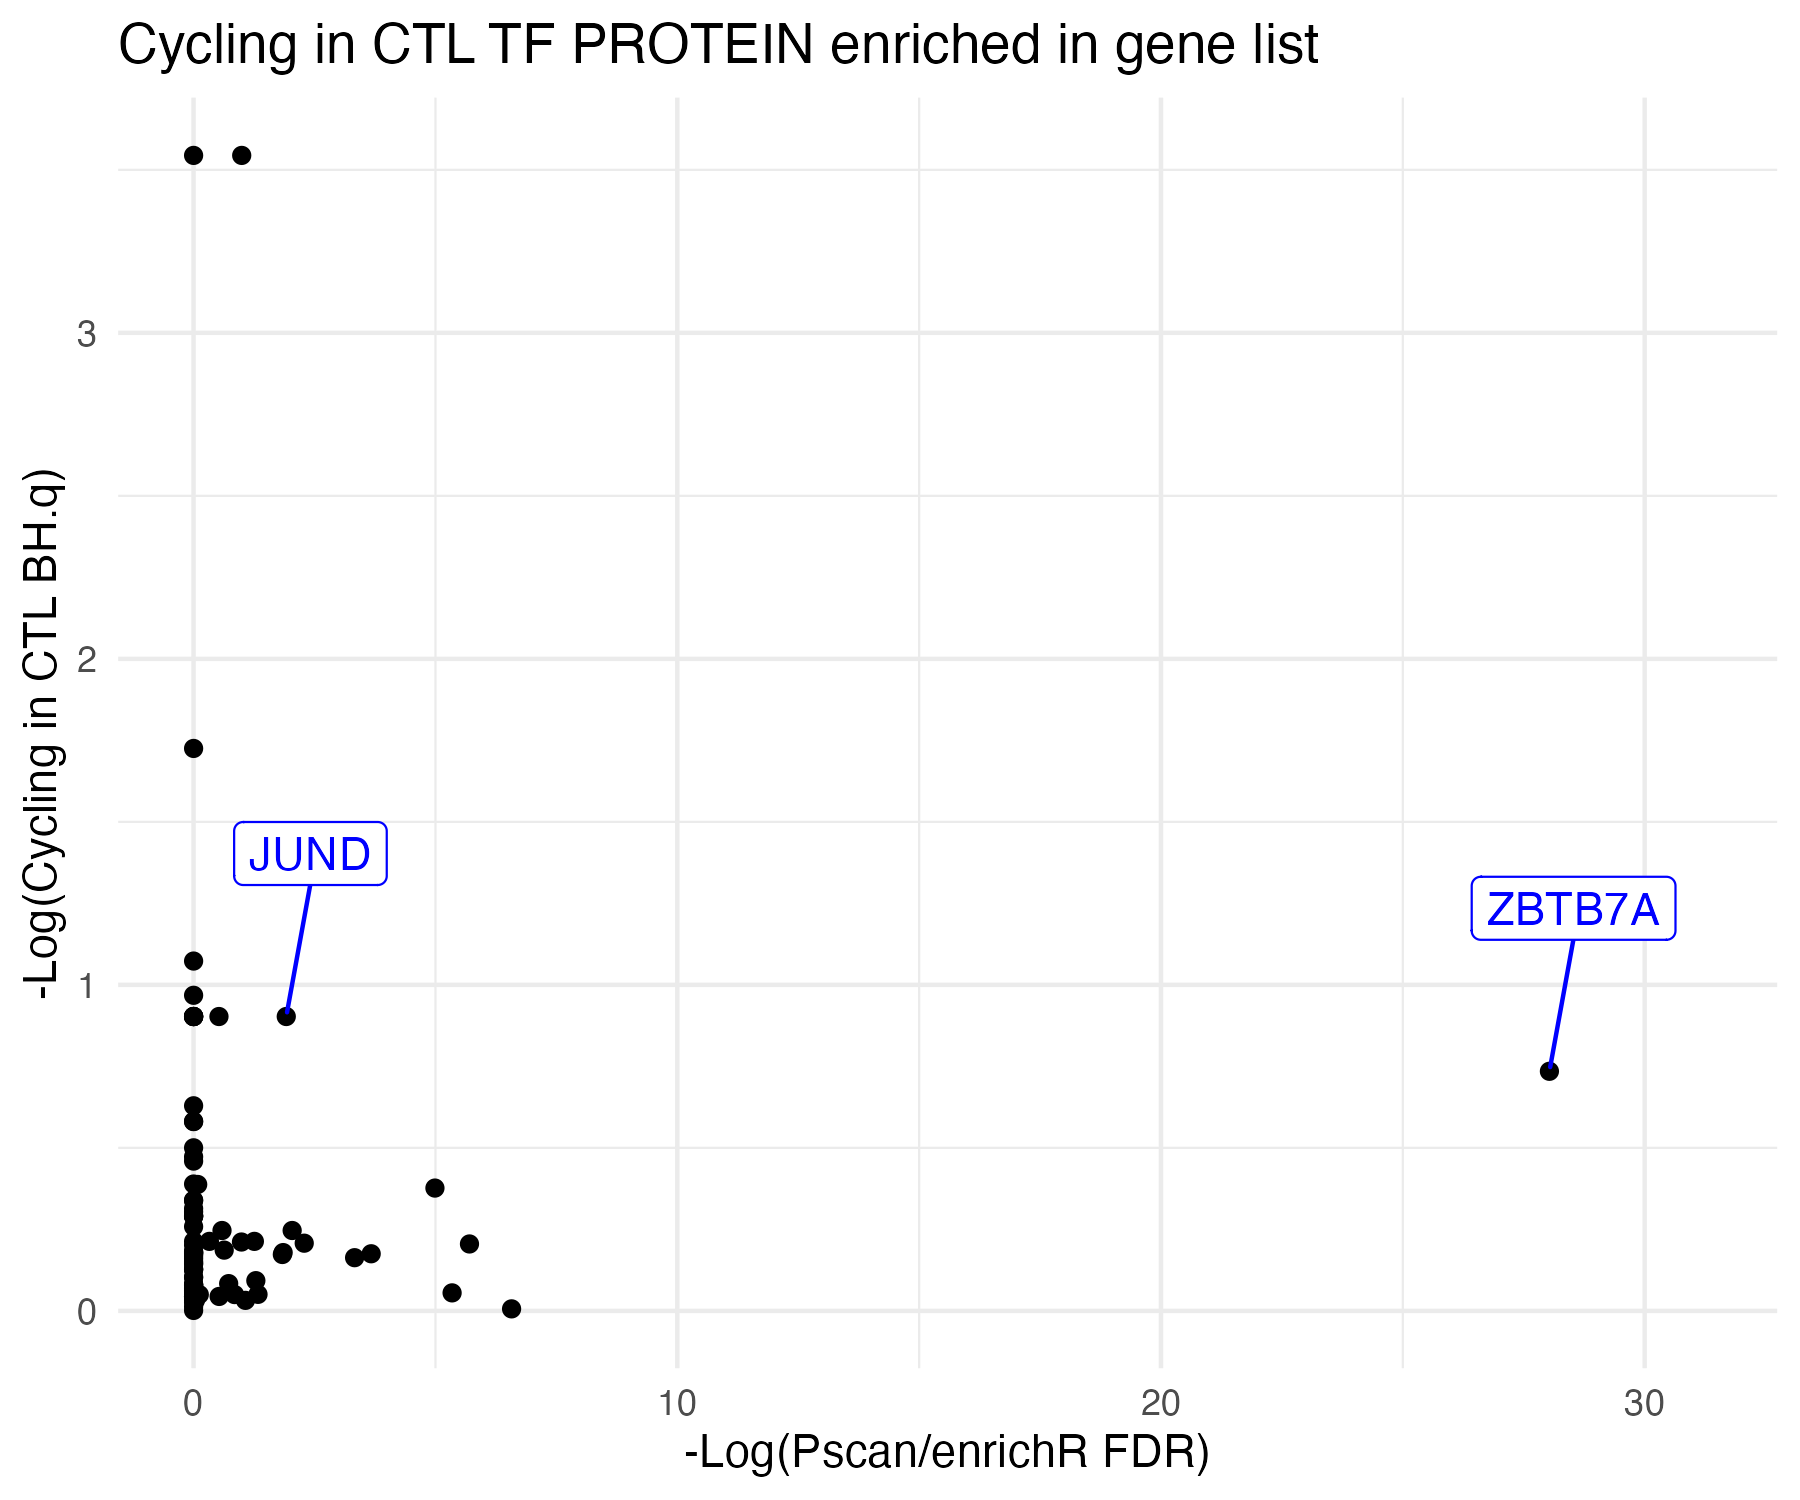 Cycling in CTL TF PROTEIN enriched in gene list
-Log(Cycling in CTL BH.q)
3
2
1
0
JUND
ZBTB7A
0 10 20 30
-Log(Pscan/enrichR FDR)